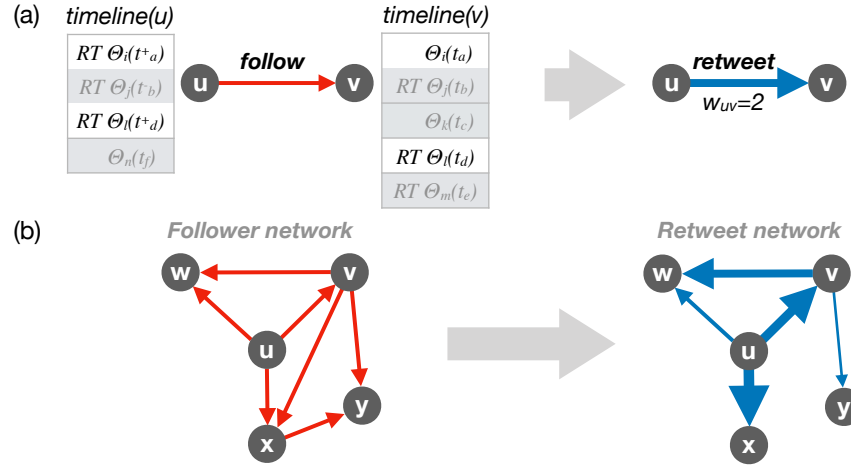 (a)
timeline(u)
RT Θi(t⁺a)
RT Θj(t⁻b)
RT Θl(t⁺d)
Θn(tf)
u
follow
v
timeline(v)
Θi(ta)
RT Θj(tb)
Θk(tc)
RT Θl(td)
RT Θm(te)
u
retweet
wuv=2
v
(b)
Follower network
w
v
u
x
y
Retweet network
w
v
u
y
x